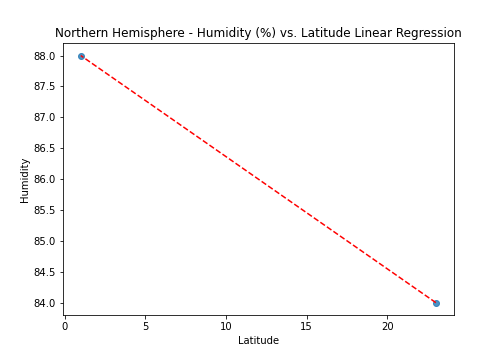 Northern Hemisphere - Humidity (%) vs. Latitude Linear Regression
88.0
87.5
87.0
86.5
86.0
85.5
85.0
84.5
84.0
Humidity
0 5 10 15 20
Latitude